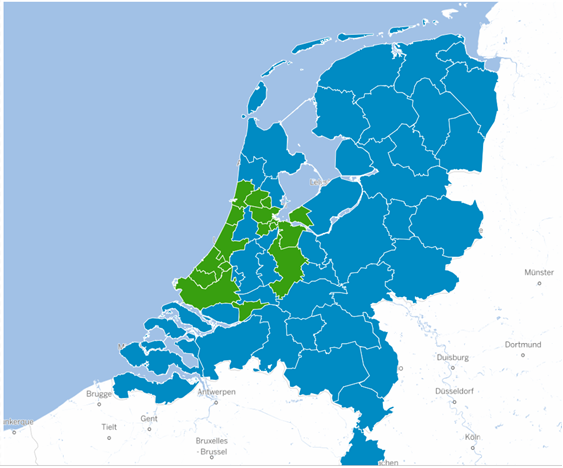 Münster
Dortmund
Duisburg
Düsseldorf
Brugge
Antwerpen
Gent
Tielt
Bruxelles
- Brussel
Köln